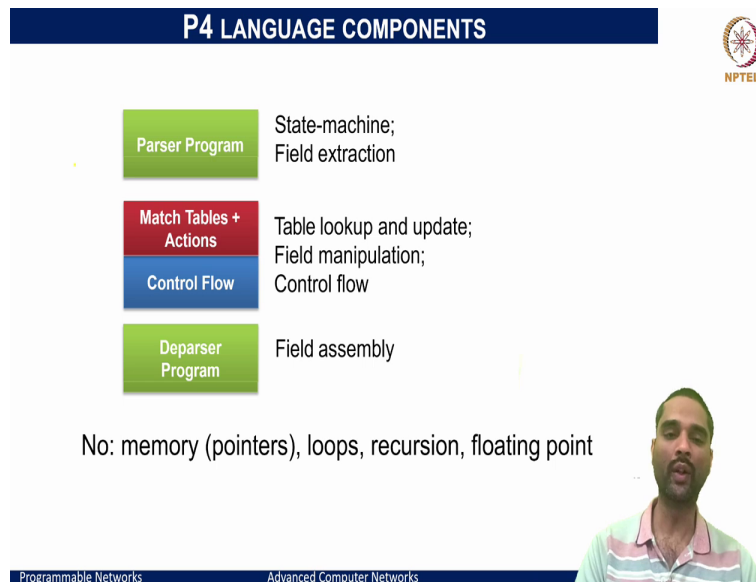 P4 LANGUAGE COMPONENTS
NPTEL
Parser Program
State-machine;
Field extraction
Match Tables +
Actions
Control Flow
Table lookup and update;
Field manipulation;
Control flow
Deparser
Program
Field assembly
No: memory (pointers), loops, recursion, floating point
Programmable Networks
Advanced Computer Networks